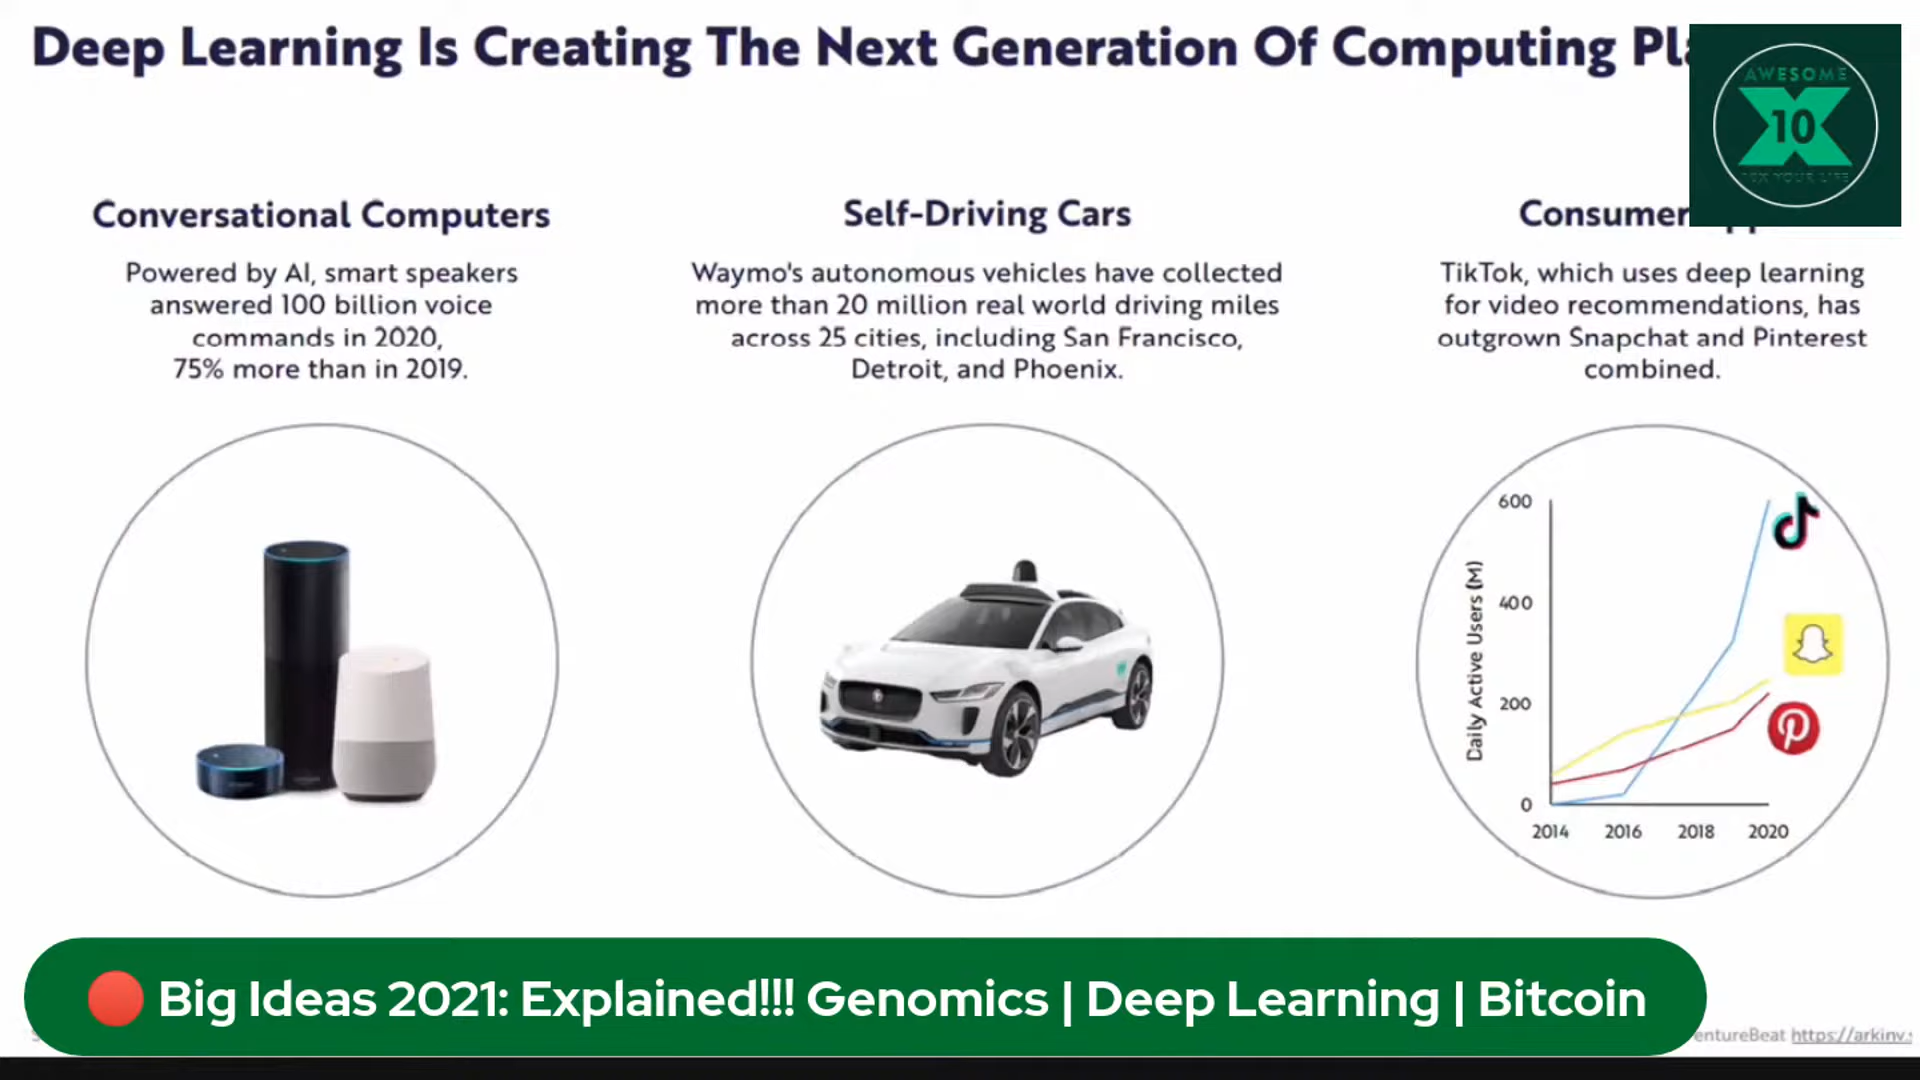 Deep Learning Is Creating The Next Generation Of Computing
AWESOME
10
10X YOUR LIFE
Conversational Computers
Powered by AI, smart speakers
answered 100 billion voice
commands in 2020,
75% more than in 2019.
Self-Driving Cars
Waymo's autonomous vehicles have collected
more than 20 million real world driving miles
across 25 cities, including San Francisco,
Detroit, and Phoenix.
Consumer
TikTok, which uses deep learning
for video recommendations, has
outgrown Snapchat and Pinterest
combined.
Daily Active Users (M)
600
400
200
0
2014 2016 2018 2020
🔴 Big Ideas 2021: Explained!!! Genomics | Deep Learning | Bitcoin
entureBeat https://arkinv.